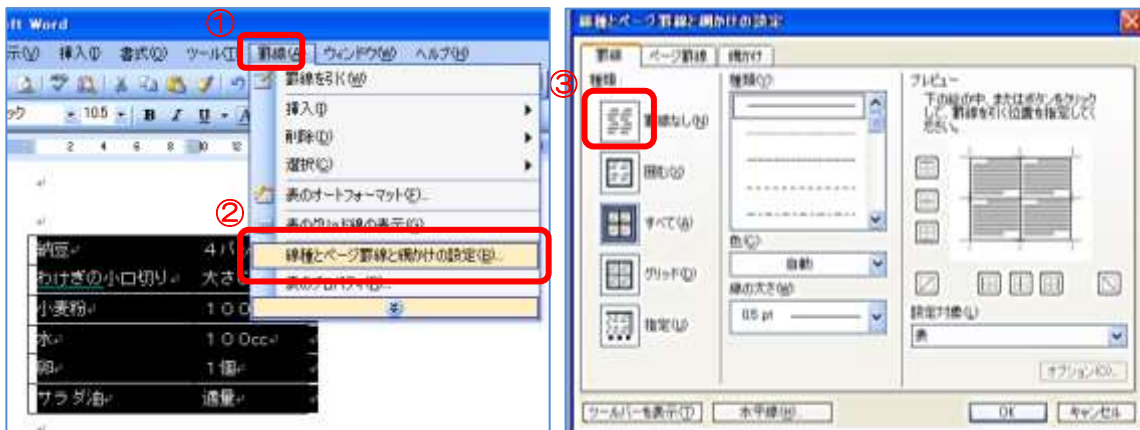 ft Word
①
示(V) 挿入(I) 書式(O) ツール(T) 罫線(A) ウィンドウ(W) ヘルプ(H)
罫線を引く(W)
10.5 B I U A
挿入(I)
削除(D)
2 4 6 8 10 12
選択(C)
表のオートフォーマット(F)...
②
表のグリッド線の表示(G)
線種とページ罫線と網かけの設定(B)...
表のプロパティ(R)...
納豆
わけぎの小口切り 大さ
小麦粉 100
水 100cc
卵 1個
サラダ油 適量
線種とページ罫線と網かけの設定
罫線 ページ罫線 網かけ
③
種類
罫線なし(N)
囲む(X)
すべて(A)
グリッド(D)
指定(U)
種類(Y)
色(C)
自動
線の太さ(W)
0.5 pt
プレビュー
下の絵の中、またはボタンをクリック
して、罫線を引く位置を指定してく
ださい。
設定対象(L)
表
オプション(O)...
ツールバーを表示(T) 水平線(H)... OK キャンセル